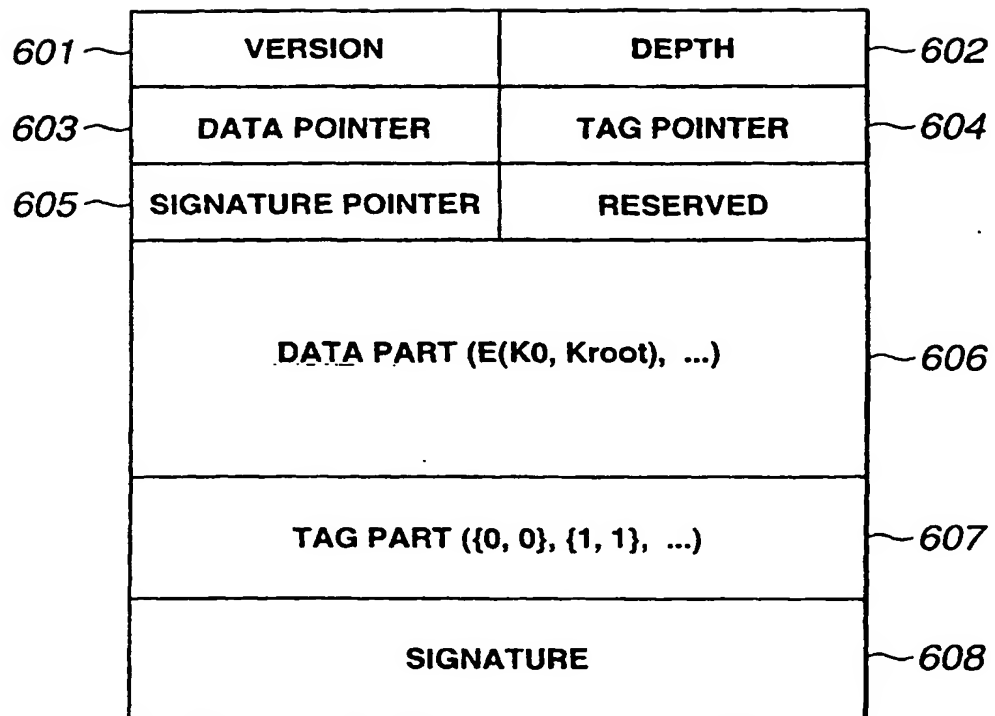 601 VERSION DEPTH 602
603 DATA POINTER TAG POINTER 604
605 SIGNATURE POINTER RESERVED
DATA PART (E(K0, Kroot), ...) 606
TAG PART ({0, 0}, {1, 1}, ...) 607
SIGNATURE 608